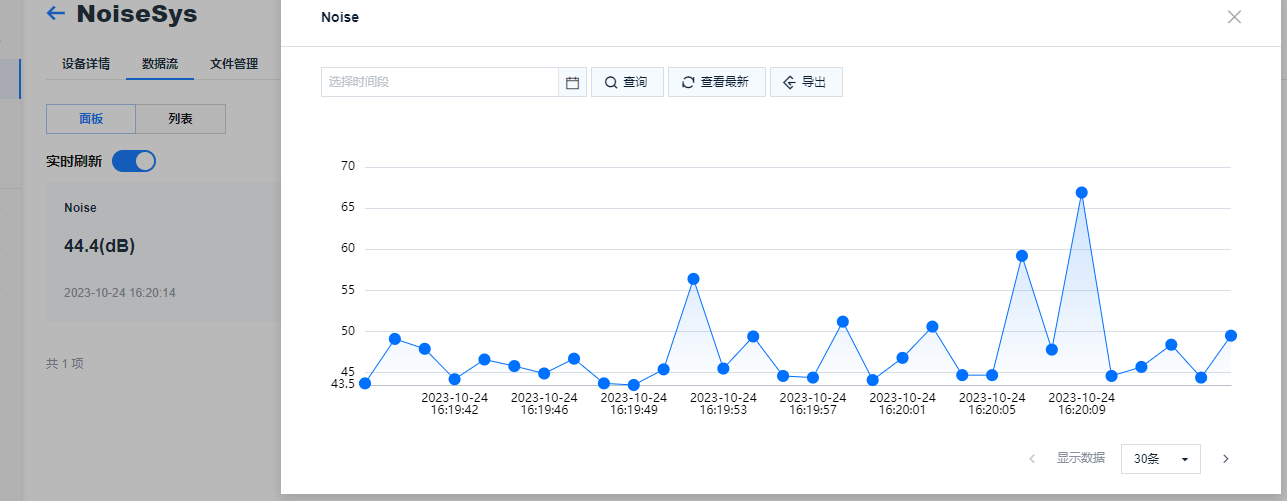 NoiseSys
设备详情 数据流 文件管理
面板 列表
实时刷新
Noise
44.4(dB)
2023-10-24 16:20:14
共 1 项
Noise
选择时间段 查询 查看最新 导出
70
65
60
55
50
45
43.5
2023-10-24 2023-10-24 2023-10-24 2023-10-24 2023-10-24 2023-10-24 2023-10-24 2023-10-24
16:19:42 16:19:46 16:19:49 16:19:53 16:19:57 16:20:01 16:20:05 16:20:09
显示数据 30条